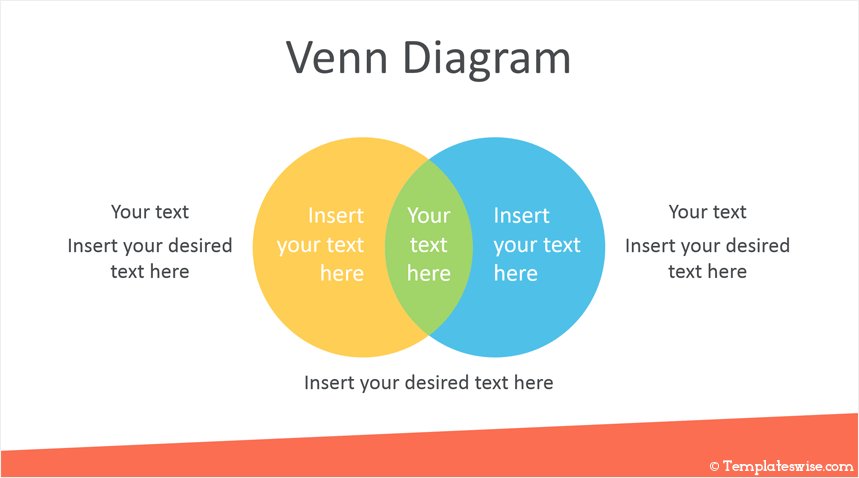 Venn Diagram
Your text
Insert your desired
text here
Insert
your text
here
Your
text
here
Insert
your text
here
Your text
Insert your desired
text here
Insert your desired text here
© Templateswise.com